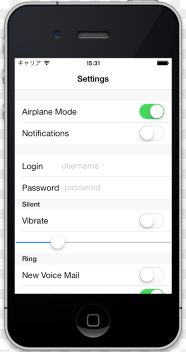 キャリア 15:31
Settings
Airplane Mode
Notifications
Login username
Password password
Silent
Vibrate
Ring
New Voice Mail